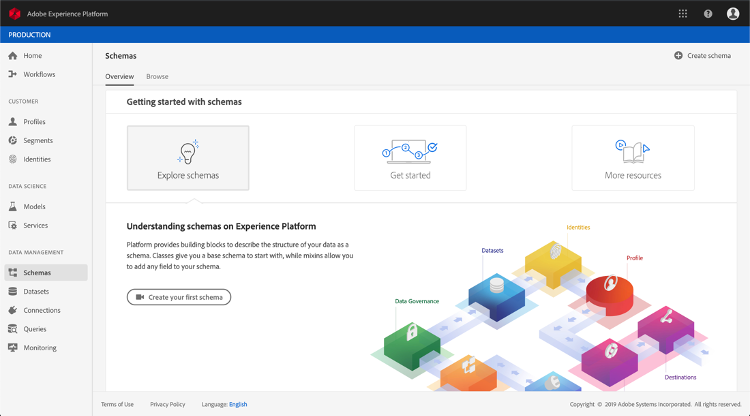 Adobe Experience Platform
PRODUCTION
Home
Workflows
CUSTOMER
Profiles
Segments
Identities
DATA SCIENCE
Models
Services
DATA MANAGEMENT
Schemas
Datasets
Connections
Queries
Monitoring
Schemas
Create schema
Overview Browse
Getting started with schemas
1 2 3
Explore schemas Get started More resources
Understanding schemas on Experience Platform
Platform provides building blocks to describe the structure of your data as a
schema. Classes give you a base schema to start with, while mixins allow you
to add any field to your schema.
Create your first schema
Identities
Datasets
Profile
Data Governance
Destinations
Terms of Use Privacy Policy Language: English
Copyright © 2019 Adobe Systems Incorporated. All rights reserved.